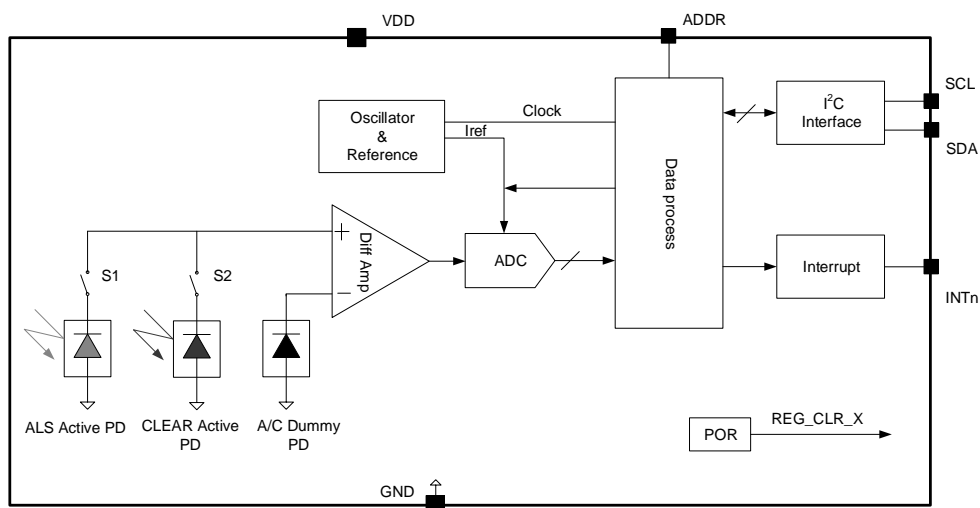 VDD
ADDR
SCL
SDA
INTn
Oscillator
&
Reference
Clock
Iref
I²C
Interface
Data process
Diff Amp
+
−
ADC
Interrupt
S1
S2
ALS Active PD
CLEAR Active
PD
A/C Dummy
PD
POR
REG_CLR_X
GND